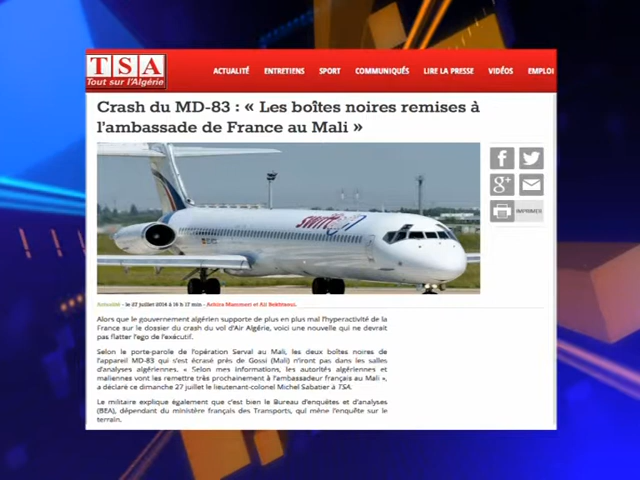 TSA
Tout sur l'Algérie
ACTUALITÉ ENTRETIENS SPORT COMMUNIQUÉS LIRE LA PRESSE VIDÉOS EMPLOI
Crash du MD-83 : « Les boîtes noires remises à
l'ambassade de France au Mali »
swiftair
IMPRIMER
Actualité - le 27 juillet 2014 à 16 h 17 min -
Alors que le gouvernement algérien supporte de plus en plus mal l'hyperactivité de la
France sur le dossier du crash du vol d'Air Algérie, voici une nouvelle qui ne devrait
pas flatter l'ego de l'exécutif.
Selon le porte-parole de l'opération Serval au Mali, les deux boîtes noires de
l'appareil MD-83 qui s'est écrasé près de Gossi (Mali) n'iront pas dans les salles
d'analyses algériennes. « Selon mes informations, les autorités algériennes et
maliennes vont les remettre très prochainement à l'ambassadeur français au Mali »,
a déclaré ce dimanche 27 juillet le lieutenant-colonel Michel Sabatier à TSA.
Le militaire explique également que c'est bien le Bureau d'enquêtes et d'analyses
(BEA), dépendant du ministère français des Transports, qui mène l'enquête sur le
terrain.